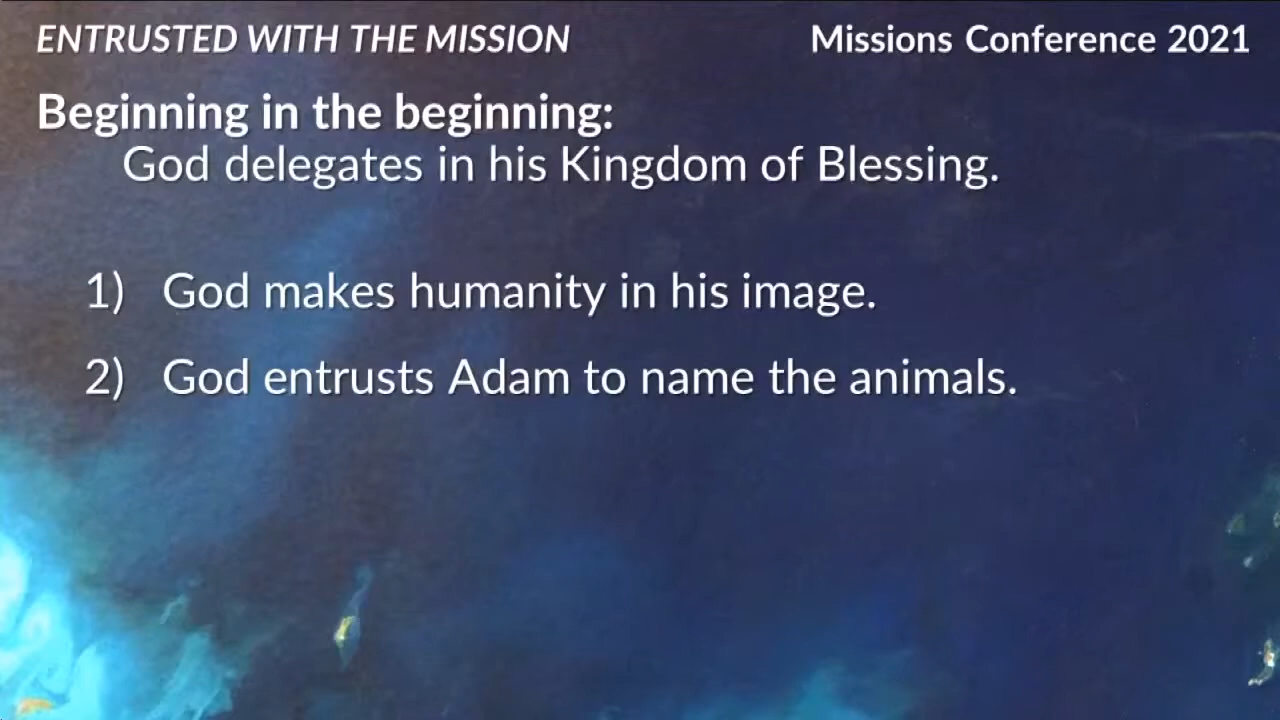 ENTRUSTED WITH THE MISSION
Missions Conference 2021
Beginning in the beginning:
God delegates in his Kingdom of Blessing.
1) God makes humanity in his image.
2) God entrusts Adam to name the animals.